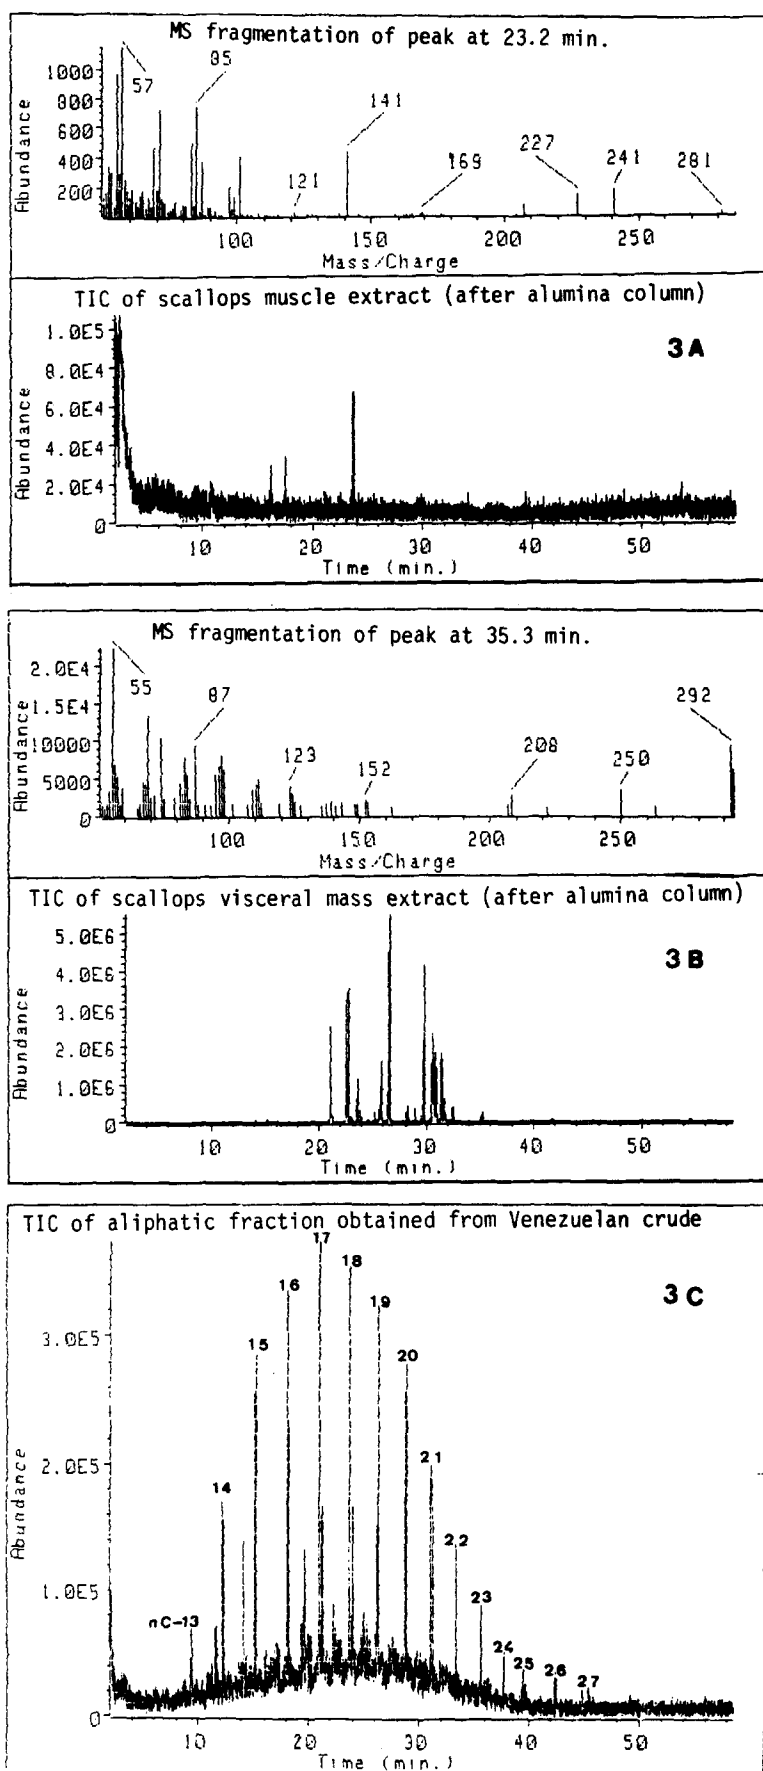 MS fragmentation of peak at 23.2 min.
Abundance
1000
800
600
400
200
57
85
121
141
169
227
241
281
100
150
200
250
Mass/Charge
TIC of scallops muscle extract (after alumina column)
3A
Abundance
1.0E5
8.0E4
6.0E4
4.0E4
2.0E4
0
10
20
30
40
50
Time (min.)
MS fragmentation of peak at 35.3 min.
Abundance
2.0E4
1.5E4
10000
5000
0
55
87
123
152
208
250
292
100
150
200
250
Mass/Charge
TIC of scallops visceral mass extract (after alumina column)
3B
Abundance
5.0E6
4.0E6
3.0E6
2.0E6
1.0E6
0
10
20
30
40
50
Time (min.)
TIC of aliphatic fraction obtained from Venezuelan crude
3C
Abundance
3.0E5
2.0E5
1.0E5
0
nC-13
14
15
16
17
18
19
20
21
22
23
24
25
26
27
10
20
30
40
50
Time (min.)